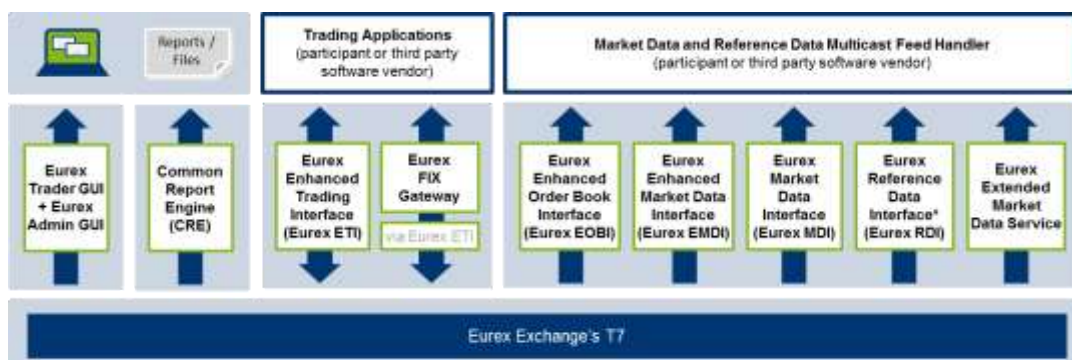 Reports /
Files
Trading Applications
(participant or third party
software vendor)
Market Data and Reference Data Multicast Feed Handler
(participant or third party software vendor)
Eurex
Trader GUI
+ Eurex
Admin GUI
Common
Report
Engine
(CRE)
Eurex
Enhanced
Trading
Interface
(Eurex ETI)
Eurex
FIX
Gateway
via Eurex ETI
Eurex
Enhanced
Order Book
Interface
(Eurex EOBI)
Eurex
Enhanced
Market Data
Interface
(Eurex EMDI)
Eurex
Market
Data
Interface
(Eurex MDI)
Eurex
Reference
Data
Interface*
(Eurex RDI)
Eurex
Extended
Market
Data Service
Eurex Exchange's T7